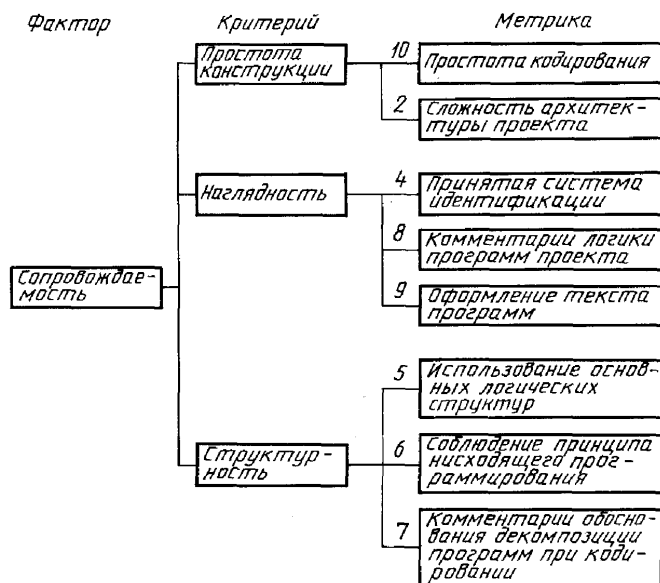 Фактор
Критерий
Метрика
Простота
конструкции
10
Простота кодирования
2
Сложность архитек-
туры проекта
Наглядность
4
Принятая система
идентификации
8
Комментарии логики
программ проекта
9
Оформление текста
программ
Сопровождае-
мость
5
Использование основ-
ных логических
структур
Структур-
ность
6
Соблюдение принципа
нисходящего прог-
раммирования
7
Комментарии обосно-
вания декомпозиции
программ при коди-
ровании